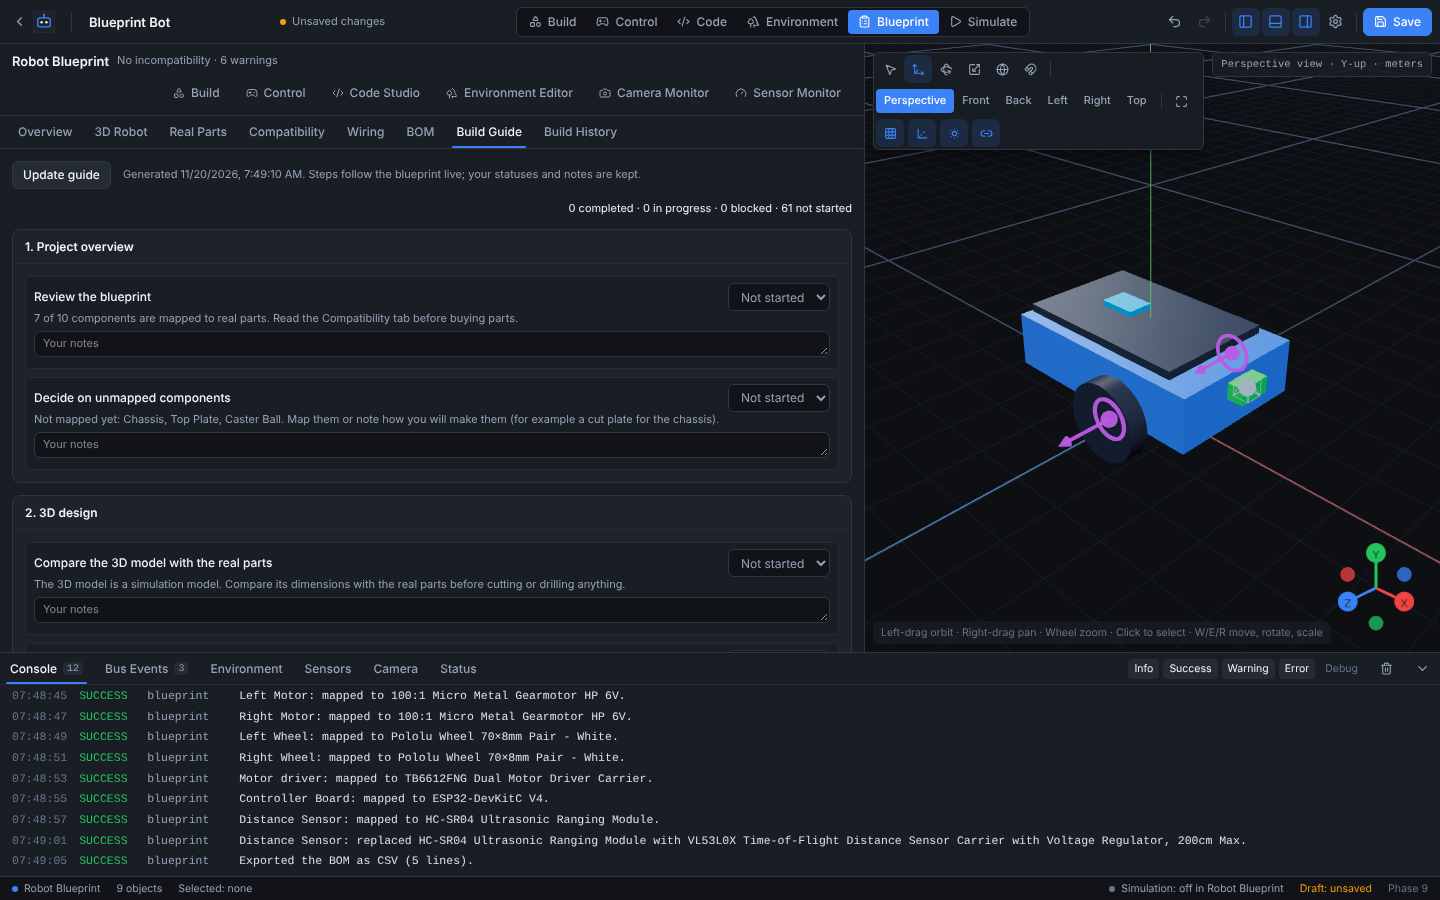 Blueprint Bot
Unsaved changes
Build
Control
Code
Environment
Blueprint
Simulate
Save
Robot Blueprint
No incompatibility · 6 warnings
Build
Control
Code Studio
Environment Editor
Camera Monitor
Sensor Monitor
Overview
3D Robot
Real Parts
Compatibility
Wiring
BOM
Build Guide
Build History
Update guide
Generated 11/20/2026, 7:49:10 AM. Steps follow the blueprint live; your statuses and notes are kept.
0 completed · 0 in progress · 0 blocked · 61 not started
1. Project overview
Review the blueprint
Not started
7 of 10 components are mapped to real parts. Read the Compatibility tab before buying parts.
Your notes
Decide on unmapped components
Not started
Not mapped yet: Chassis, Top Plate, Caster Ball. Map them or note how you will make them (for example a cut plate for the chassis).
Your notes
2. 3D design
Compare the 3D model with the real parts
Not started
The 3D model is a simulation model. Compare its dimensions with the real parts before cutting or drilling anything.
Your notes
Perspective view · Y-up · meters
Perspective
Front
Back
Left
Right
Top
Y
Z
X
Left-drag orbit · Right-drag pan · Wheel zoom · Click to select · W/E/R move, rotate, scale
Console 12
Bus Events 3
Environment
Sensors
Camera
Status
Info
Success
Warning
Error
Debug
07:48:45 SUCCESS blueprint Left Motor: mapped to 100:1 Micro Metal Gearmotor HP 6V.
07:48:47 SUCCESS blueprint Right Motor: mapped to 100:1 Micro Metal Gearmotor HP 6V.
07:48:49 SUCCESS blueprint Left Wheel: mapped to Pololu Wheel 70×8mm Pair - White.
07:48:51 SUCCESS blueprint Right Wheel: mapped to Pololu Wheel 70×8mm Pair - White.
07:48:53 SUCCESS blueprint Motor driver: mapped to TB6612FNG Dual Motor Driver Carrier.
07:48:55 SUCCESS blueprint Controller Board: mapped to ESP32-DevKitC V4.
07:48:57 SUCCESS blueprint Distance Sensor: mapped to HC-SR04 Ultrasonic Ranging Module.
07:49:01 SUCCESS blueprint Distance Sensor: replaced HC-SR04 Ultrasonic Ranging Module with VL53L0X Time-of-Flight Distance Sensor Carrier with Voltage Regulator, 200cm Max.
07:49:05 SUCCESS blueprint Exported the BOM as CSV (5 lines).
Robot Blueprint
9 objects
Selected: none
Simulation: off in Robot Blueprint
Draft: unsaved
Phase 9